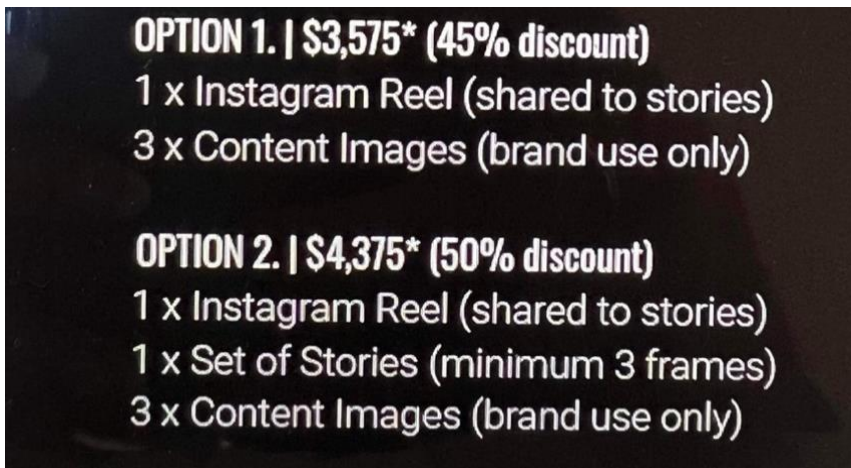 OPTION 1. | $3,575* (45% discount)
1 x Instagram Reel (shared to stories)
3 x Content Images (brand use only)
OPTION 2. | $4,375* (50% discount)
1 x Instagram Reel (shared to stories)
1 x Set of Stories (minimum 3 frames)
3 x Content Images (brand use only)